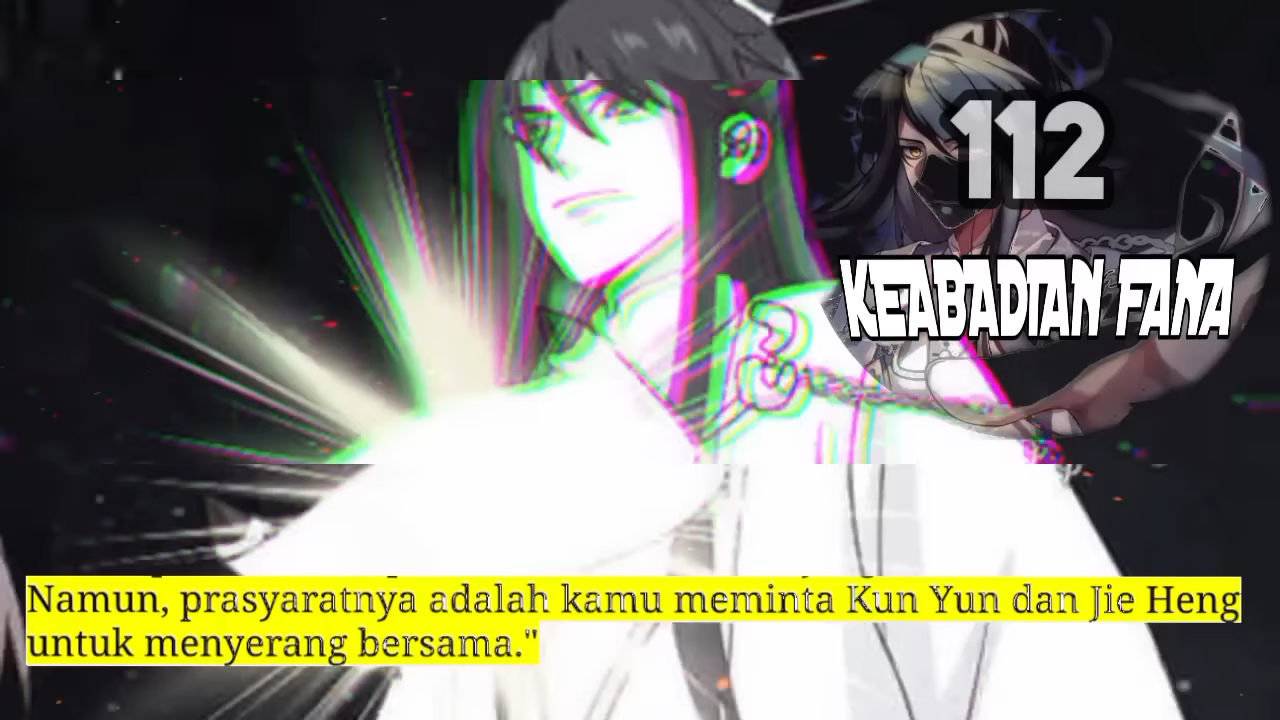 112
KEABADIAN FANA
Namun, prasyaratnya adalah kamu meminta Kun Yun dan Jie Heng
untuk menyerang bersama."